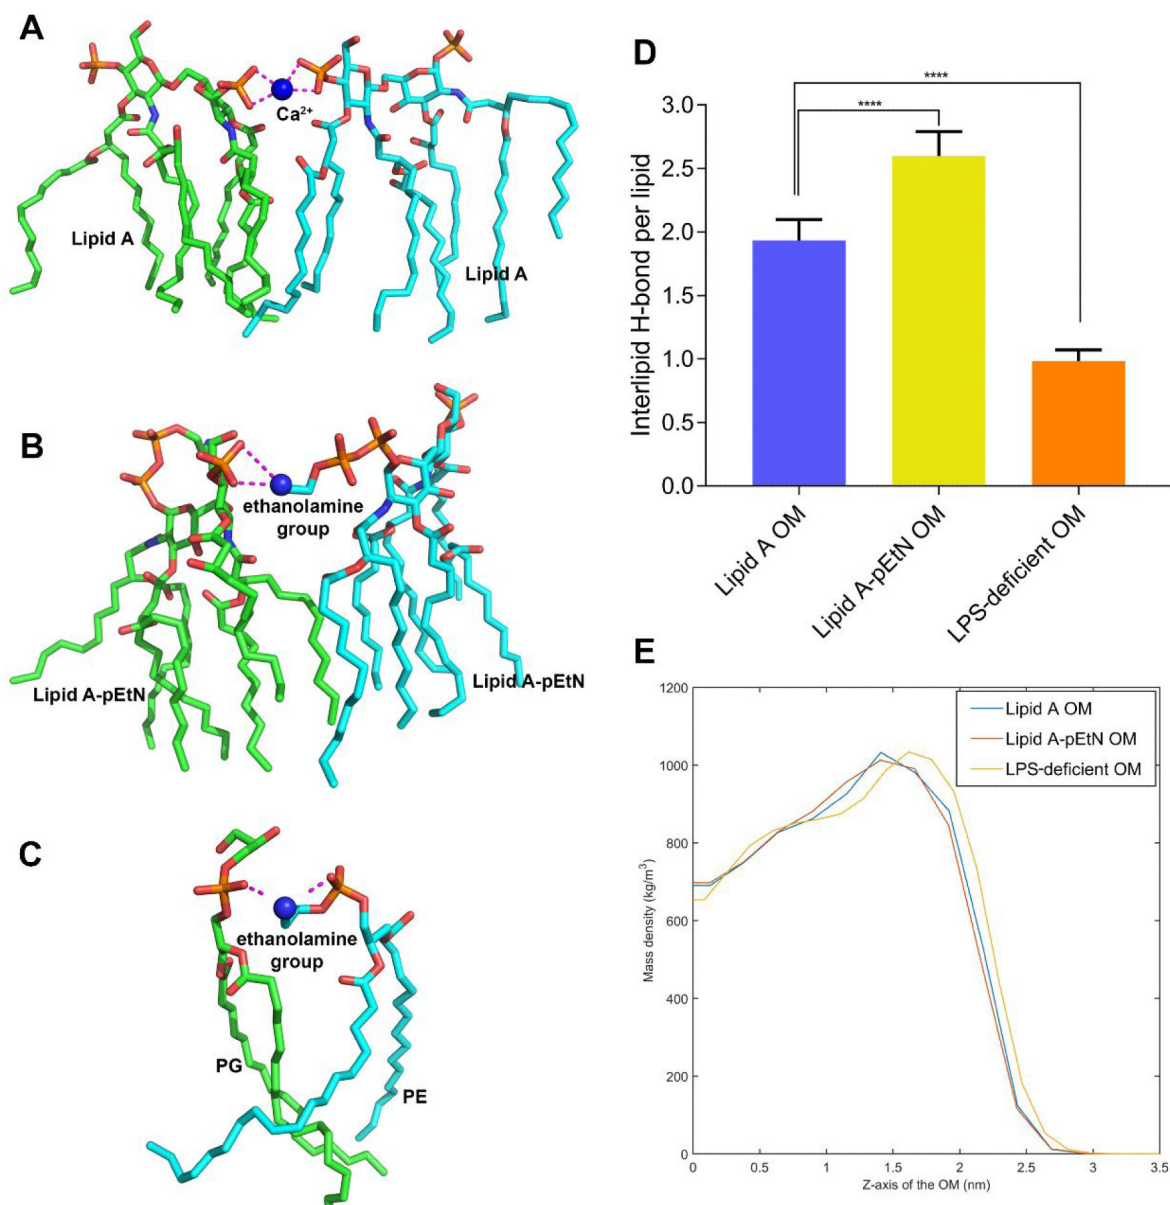 A
Ca²⁺
Lipid A
Lipid A
B
ethanolamine
group
Lipid A-pEtN
Lipid A-pEtN
C
ethanolamine
group
PG
PE
D
****
****
Interlipid H-bond per lipid
3.0
2.5
2.0
1.5
1.0
0.5
0.0
Lipid A OM
Lipid A-pEtN OM
LPS-deficient OM
E
Mass density (kg/m³)
1200
1000
800
600
400
200
0
Lipid A OM
Lipid A-pEtN OM
LPS-deficient OM
0
0.5
1
1.5
2
2.5
3
3.5
Z-axis of the OM (nm)